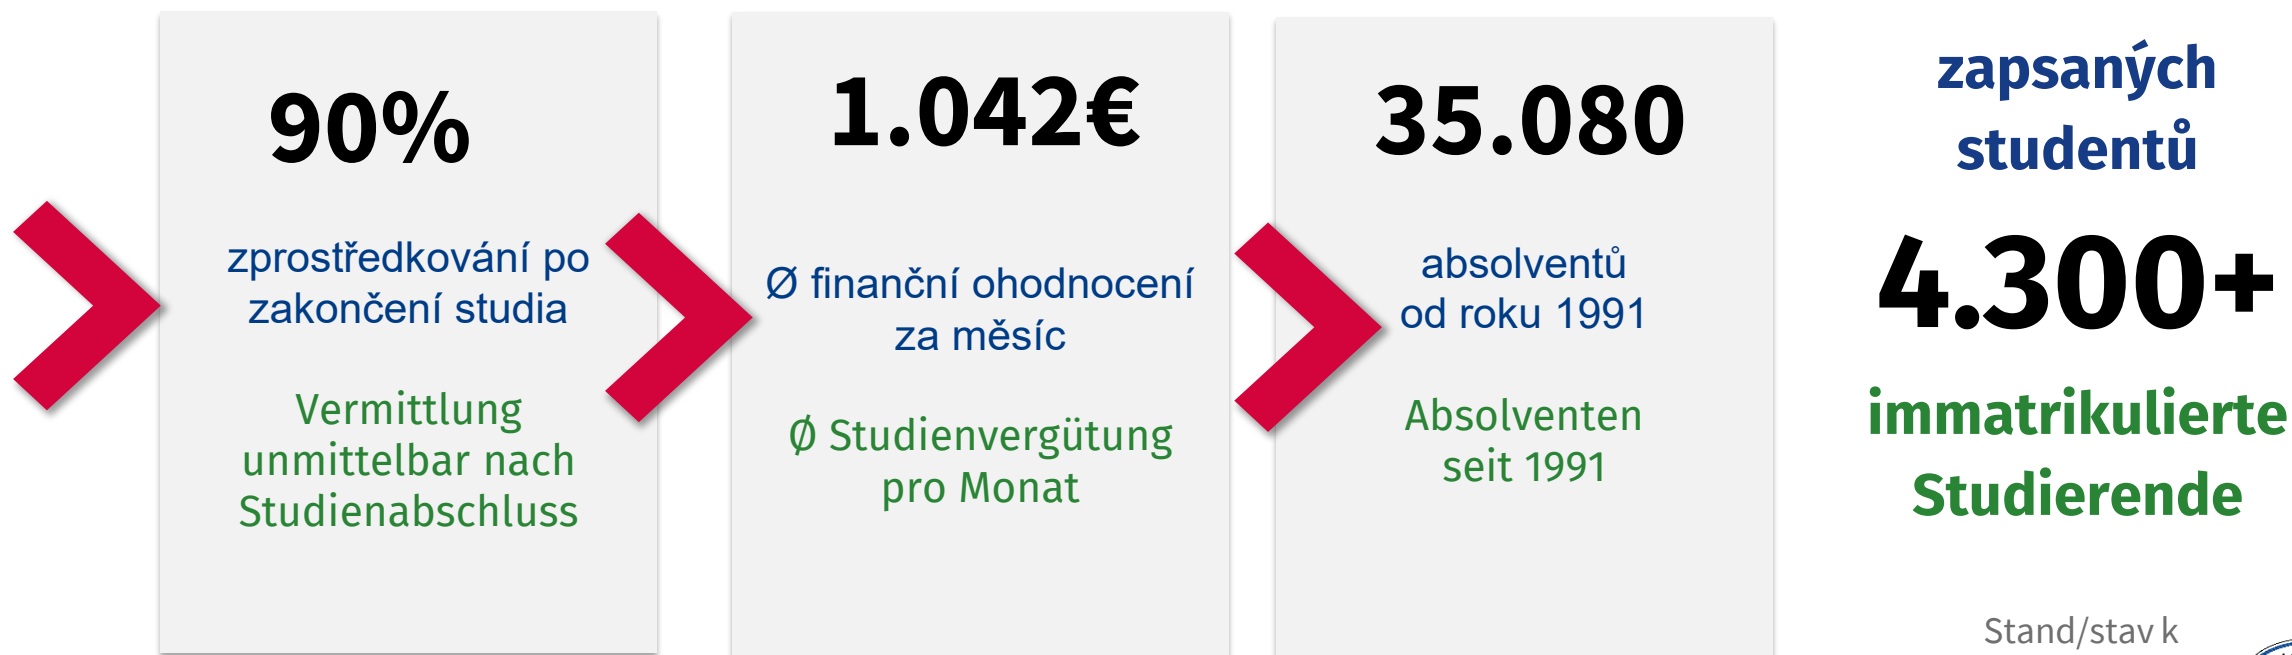 90%
zprostředkování po
zakončení studia
Vermittlung
unmittelbar nach
Studienabschluss
1.042€
Ø finanční ohodnocení
za měsíc
Ø Studienvergütung
pro Monat
35.080
absolventů
od roku 1991
Absolventen
seit 1991
zapsaných
studentů
4.300+
immatrikulierte
Studierende
Stand/stav k